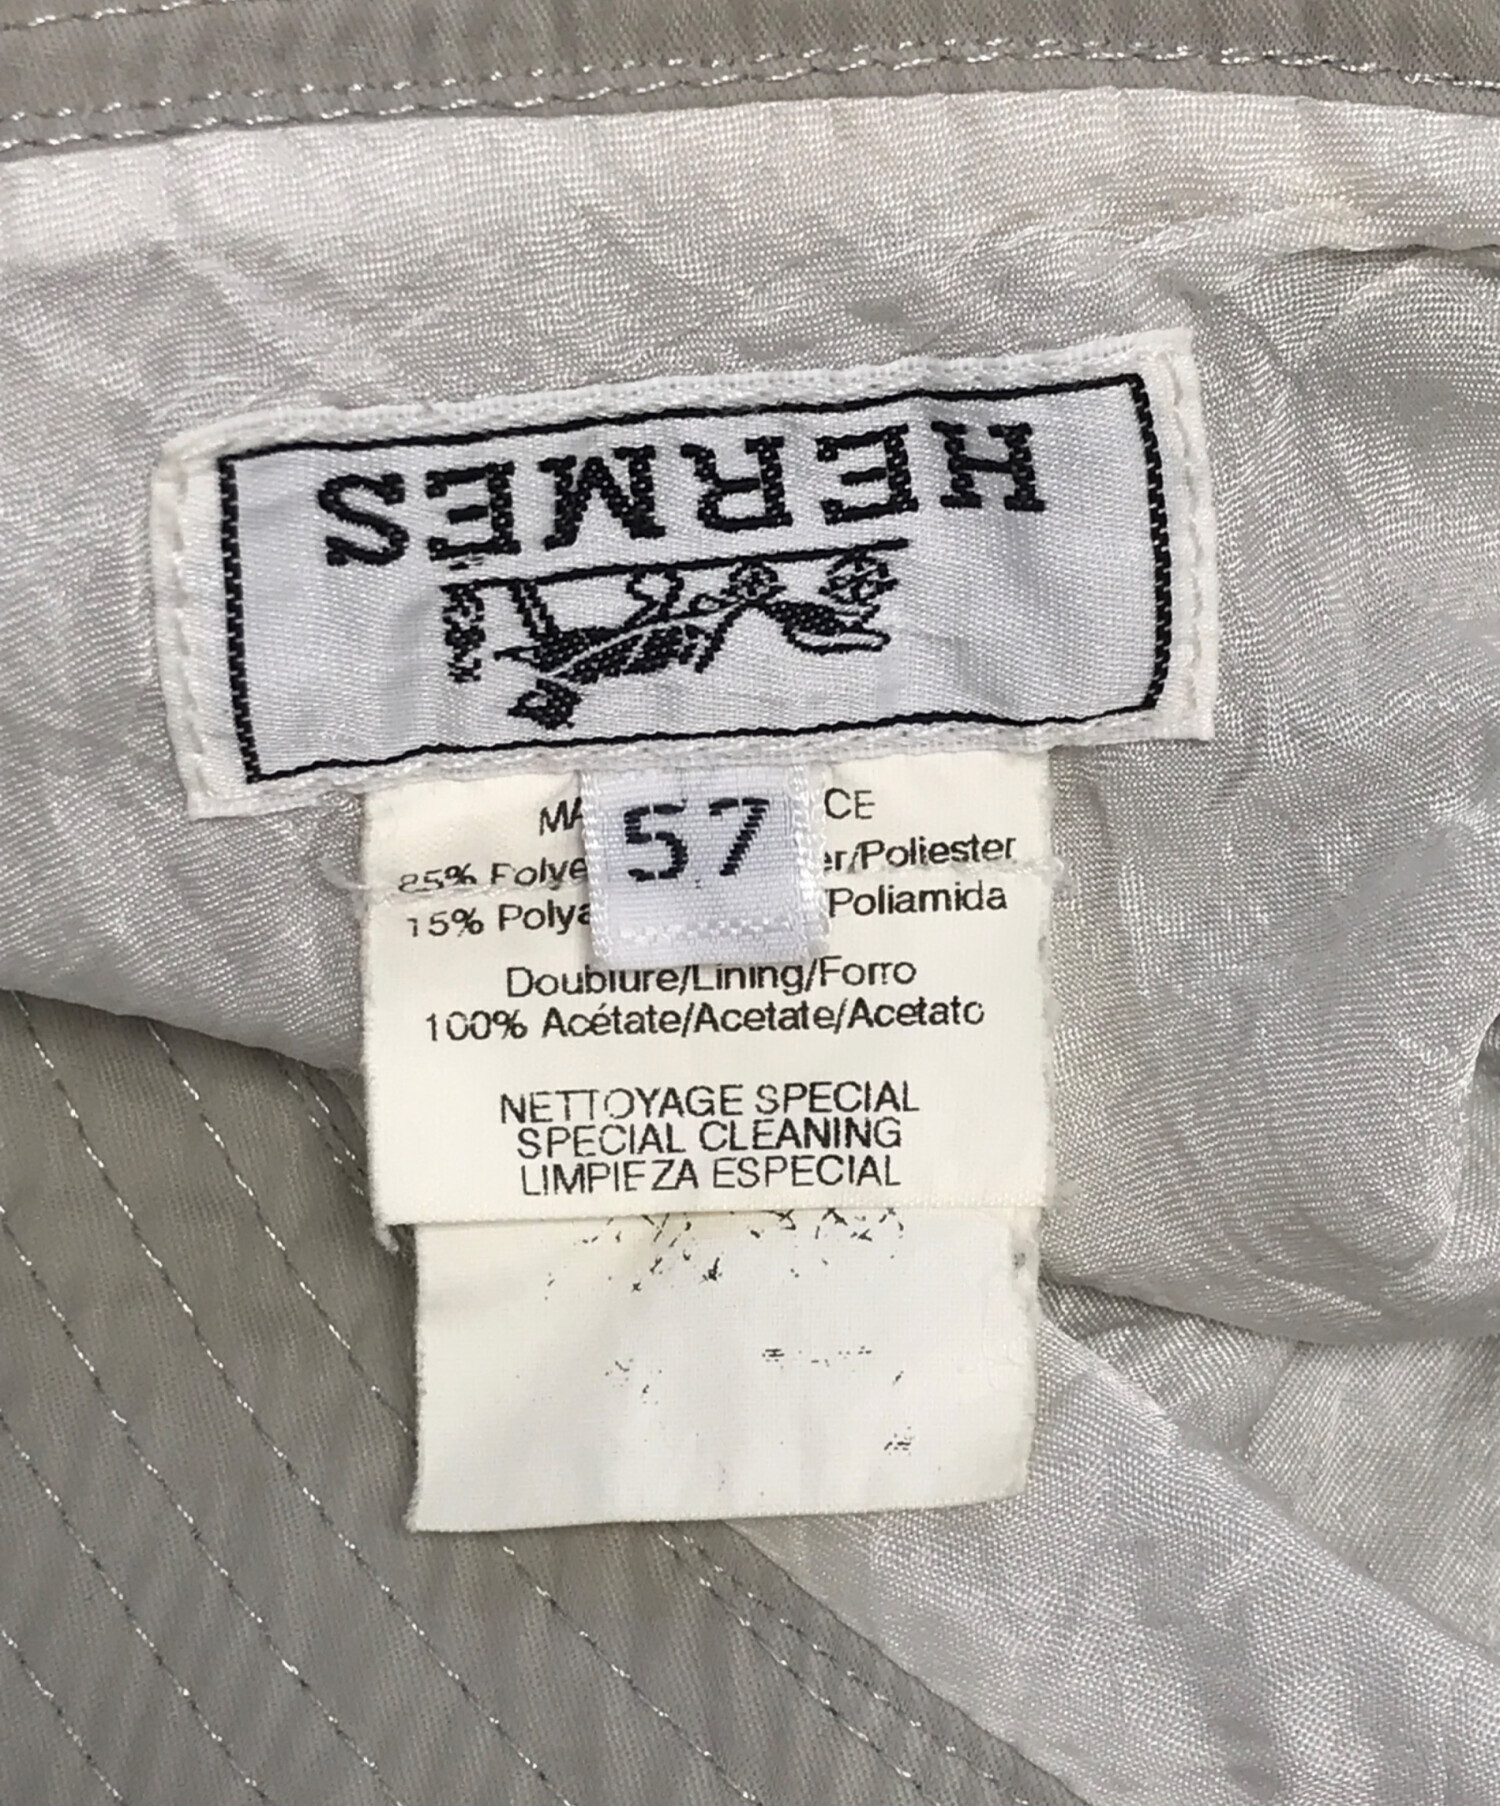 HERMES
57
MA CE
85% Polye er/Poliester
15% Polya /Poliamida
Doublure/Lining/Forro
100% Acétate/Acetate/Acetato
NETTOYAGE SPECIAL
SPECIAL CLEANING
LIMPIEZA ESPECIAL